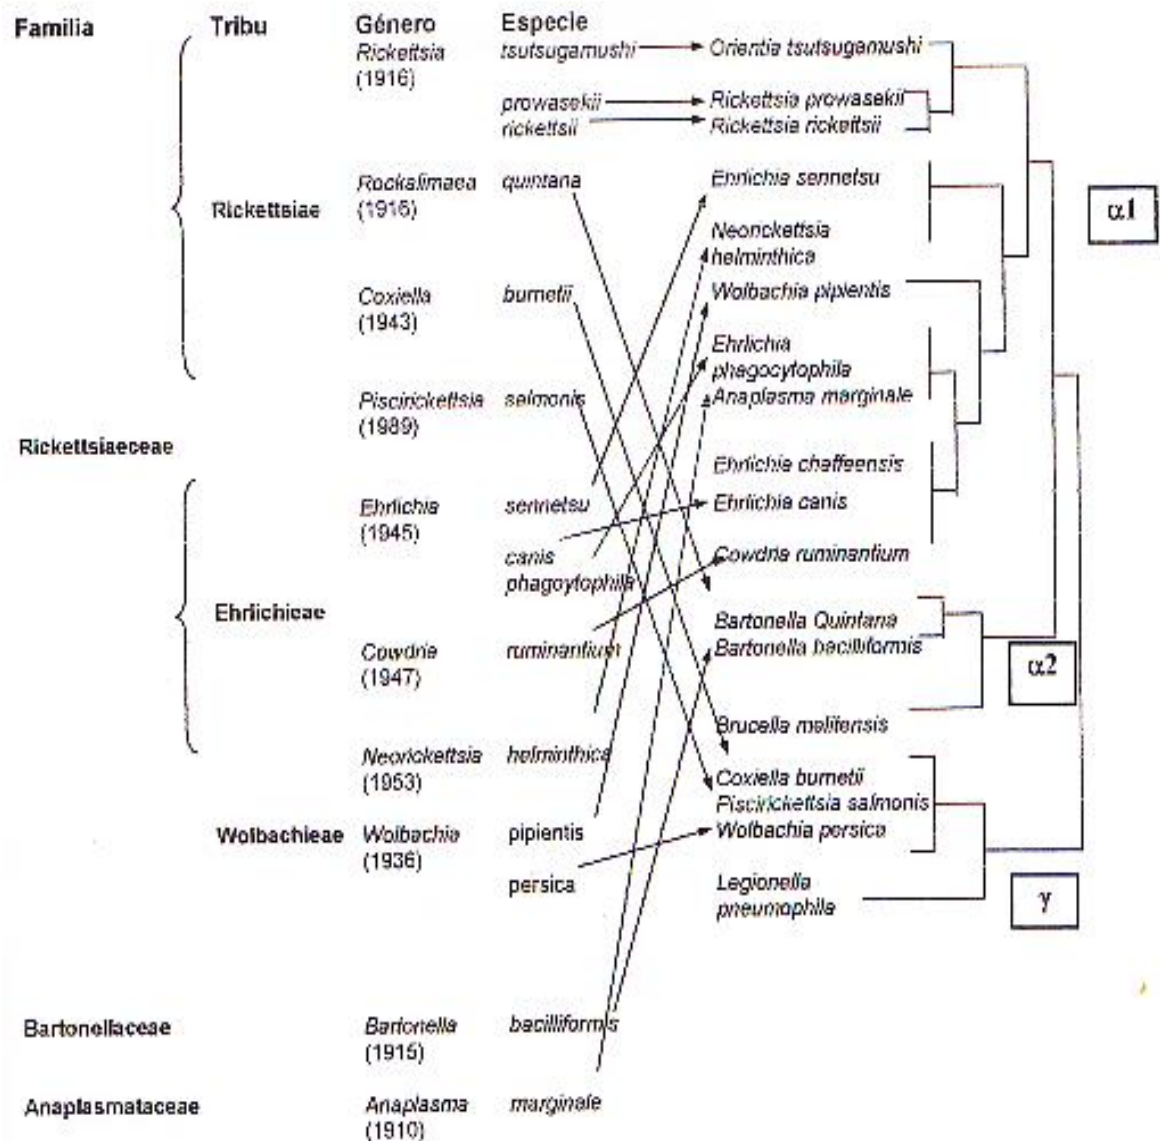 Familia
Tribu
Género
Especie
Rickettsia
(1916)
tsutsugamushi
Orientia tsutsugamushi
prowasekii
Rickettsia prowasekii
rickettsii
Rickettsia rickettsii
Rickettsiae
Rockalimaea
(1916)
quintana
Ehrlichia sennetsu
α1
Neorickettsia
helminthica
Coxiella
(1943)
burnetii
Wolbachia pipientis
Ehrlichia
phagocytophila
Piscirickettsia
(1989)
salmonis
Anaplasma marginale
Rickettsiaeceae
Ehrlichia chaffeensis
Ehrlichia
(1945)
sennetsu
Ehrlichia canis
canis
phagoytophila
Cowdria ruminantium
Ehrlichieae
Bartonella Quintana
Bartonella bacilliformis
Cowdria
(1947)
ruminantium
α2
Brucella melitensis
Neorickettsia
(1953)
helminthica
Coxiella burnetii
Piscirickettsia salmonis
Wolbachieae
Wolbachia
(1936)
pipientis
Wolbachia persica
persica
Legionella
pneumophila
γ
Bartonellaceae
Bartonella
(1915)
bacilliformis
Anaplasmataceae
Anaplasma
(1910)
marginale